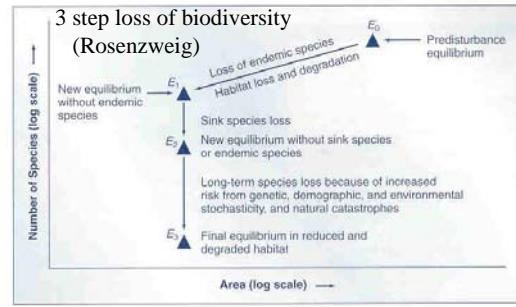 3 step loss of biodiversity
(Rosenzweig)
E₀
Predisturbance
equilibrium
Loss of endemic species
Habitat loss and degradation
E₁
New equilibrium
without endemic
species
Sink species loss
E₂
New equilibrium without sink species
or endemic species
Long-term species loss because of increased
risk from genetic, demographic, and environmental
stochasticity, and natural catastrophes
E₃
Final equilibrium in reduced and
degraded habitat
Number of Species (log scale)
Area (log scale)